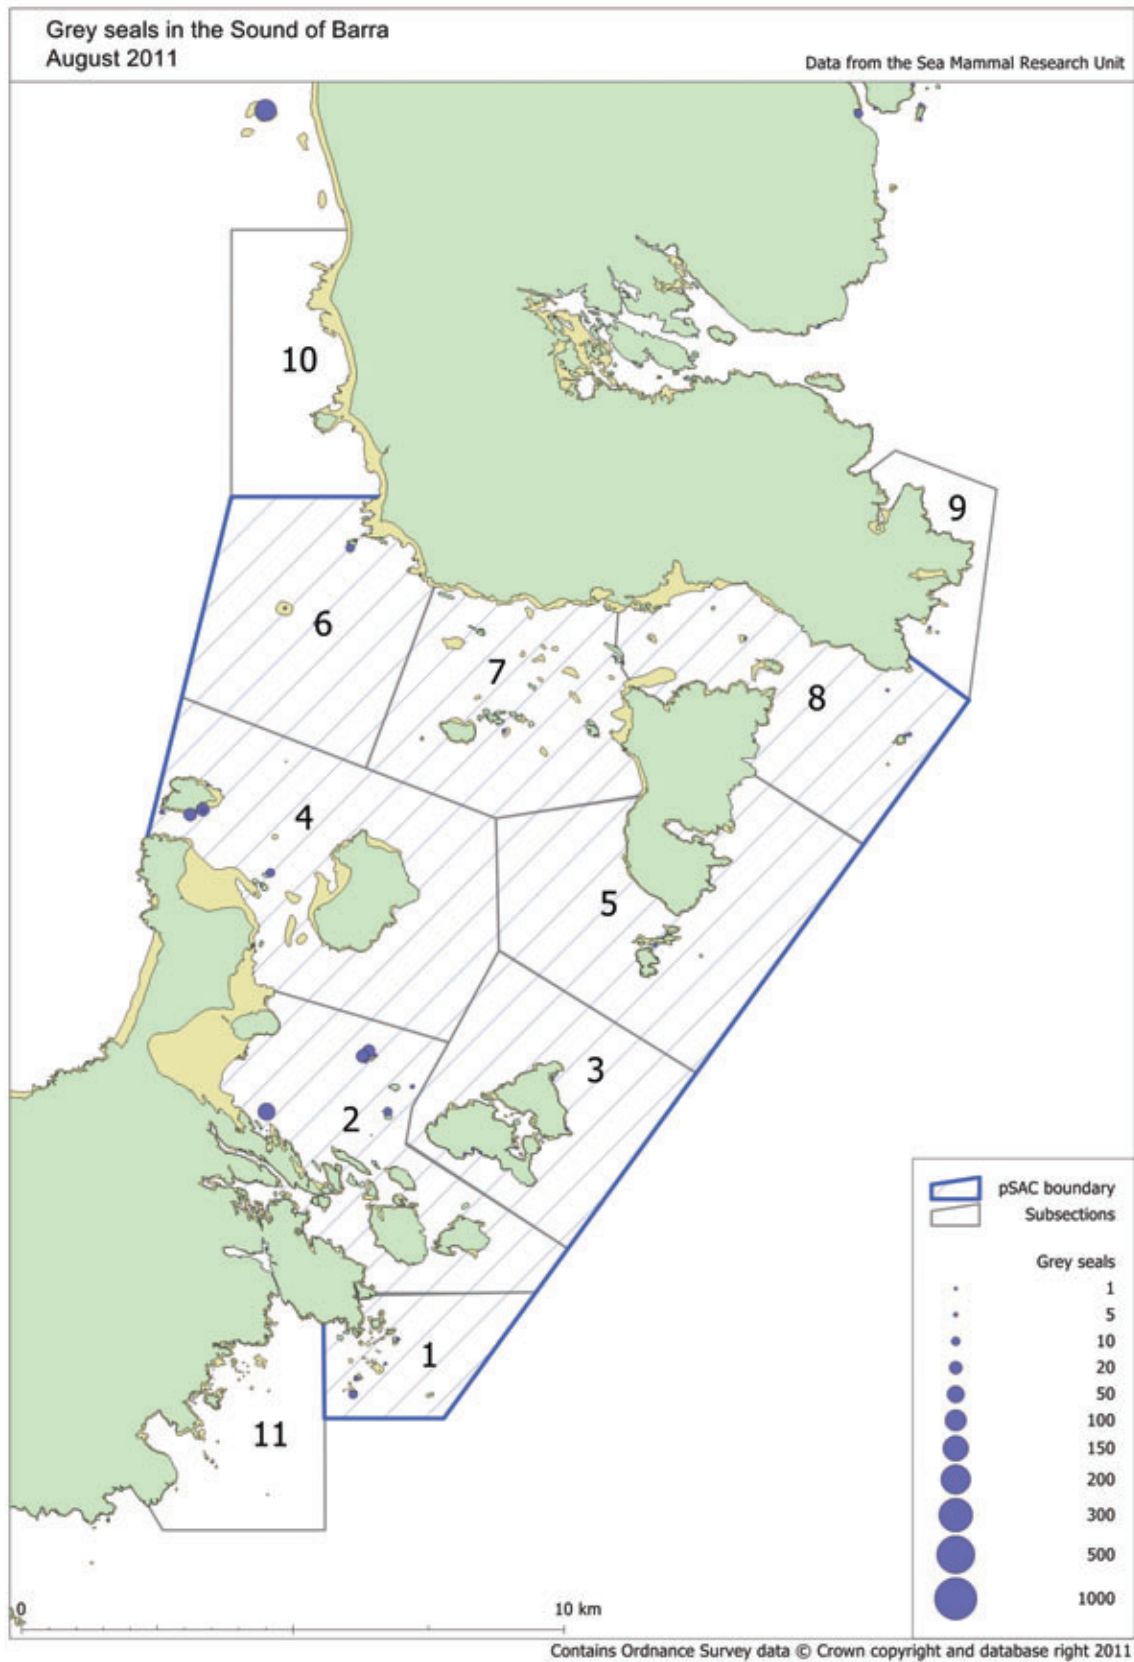 Grey seals in the Sound of Barra
August 2011
Data from the Sea Mammal Research Unit
10
9
6
7
8
4
5
3
2
1
11
pSAC boundary
Subsections
Grey seals
1
5
10
20
50
100
150
200
300
500
1000
0
10 km
Contains Ordnance Survey data © Crown copyright and database right 2011